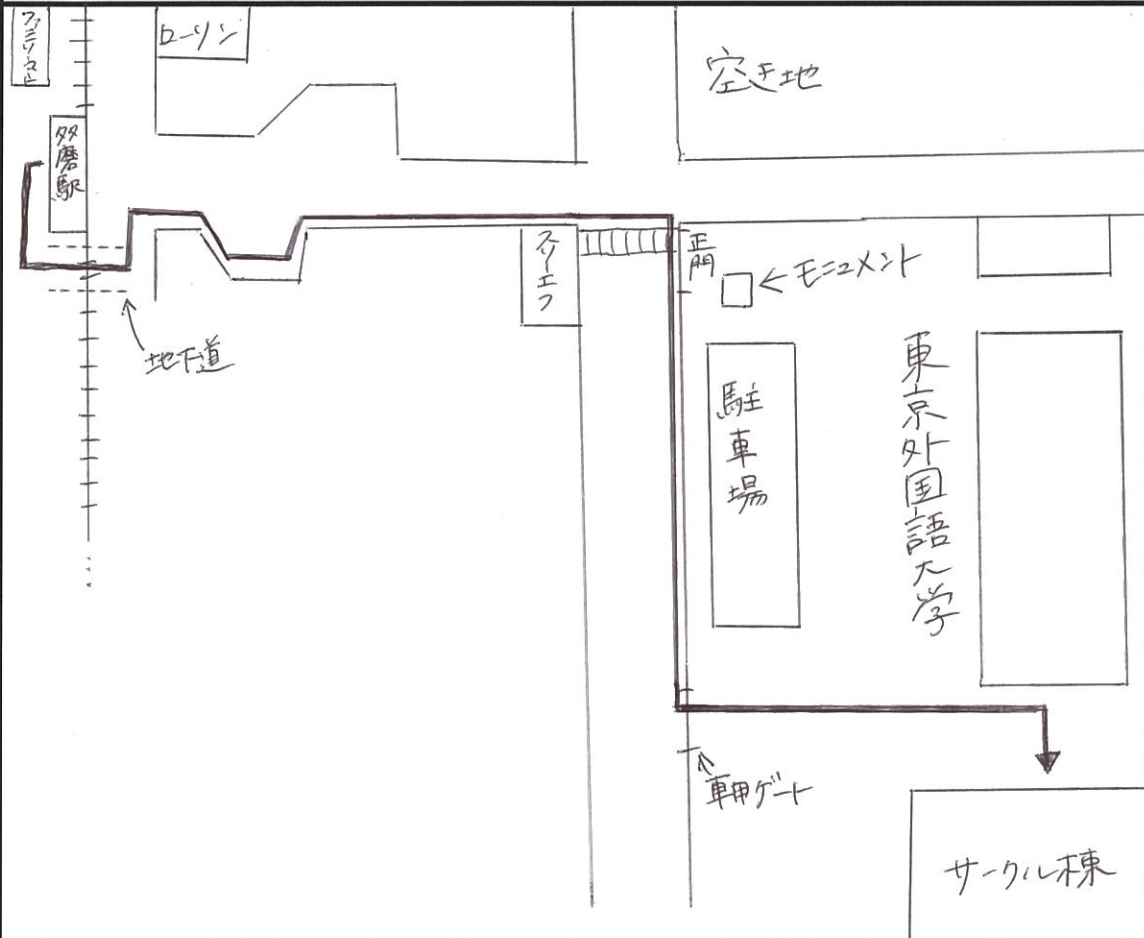 ファミリーマート
ローソン
空き地
多磨駅
スリーエフ
正門
←モニュメント
地下道
駐車場
東京外国語大学
車用ゲート
サークル棟